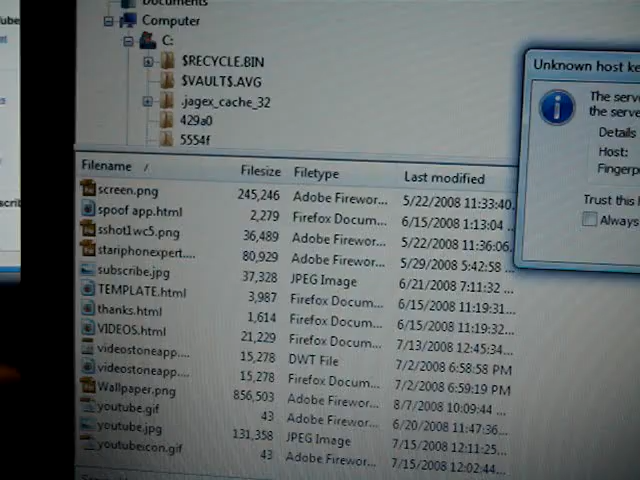 Documents
Computer
C:
$RECYCLE.BIN
$VAULT$.AVG
.jagex_cache_32
429a0
5554f
Unknown host ke
The serve
the serve
Details
Host:
Fingerp
Trust this
Always
Filename / Filesize Filetype Last modified
screen.png 245,246 Adobe Firewor... 5/22/2008 11:33:40.
spoof app.html 2,279 Firefox Docum... 6/15/2008 1:13:04 ...
sshot1wc5.png 36,489 Adobe Firewor... 5/22/2008 11:36:06.
stariphonexpert.... 80,929 Adobe Firewor... 5/29/2008 5:42:58 ...
subscribe.jpg 37,328 JPEG Image 6/21/2008 7:11:32 ...
TEMPLATE.html 3,987 Firefox Docum... 6/15/2008 11:19:31...
thanks.html 1,614 Firefox Docum... 6/15/2008 11:19:32...
VIDEOS.html 21,229 Firefox Docum... 7/13/2008 12:45:34...
videostoneapp.... 15,278 DWT File 7/2/2008 6:58:58 PM
videostoneapp.... 15,278 Firefox Docum... 7/2/2008 6:59:19 PM
Wallpaper.png 856,503 Adobe Firewor... 8/7/2008 10:09:44 ...
youtube.gif 43 Adobe Firewor... 6/20/2008 11:47:36...
youtube.jpg 131,358 JPEG Image 7/15/2008 12:11:25...
youtubeicon.gif 43 Adobe Firewor... 7/15/2008 12:02:44...